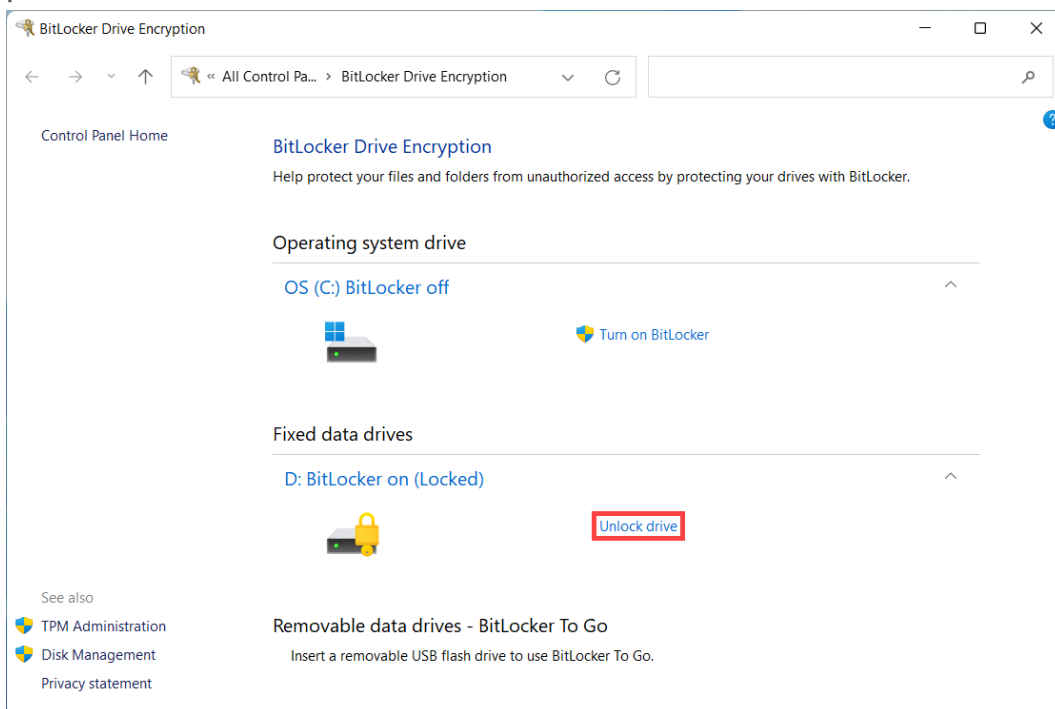 BitLocker Drive Encryption
« All Control Pa... › BitLocker Drive Encryption
Control Panel Home
BitLocker Drive Encryption
Help protect your files and folders from unauthorized access by protecting your drives with BitLocker.
Operating system drive
OS (C:) BitLocker off
Turn on BitLocker
Fixed data drives
D: BitLocker on (Locked)
Unlock drive
See also
TPM Administration
Disk Management
Privacy statement
Removable data drives - BitLocker To Go
Insert a removable USB flash drive to use BitLocker To Go.